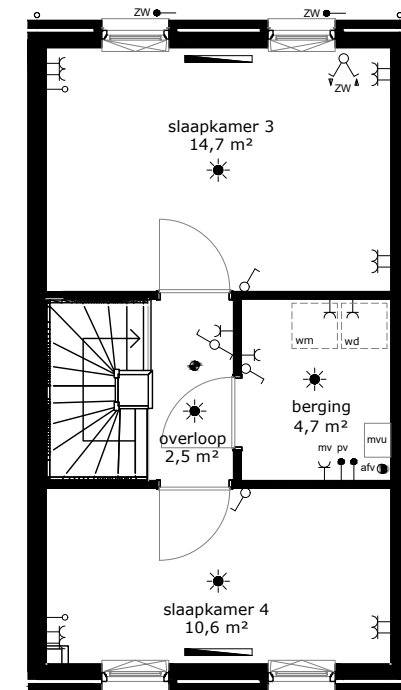 ZW ZW
ZW
slaapkamer 3
14,7 m²
wm wd
berging
4,7 m²
overloop
2,5 m²
mvu
mv pv
afv
slaapkamer 4
10,6 m²